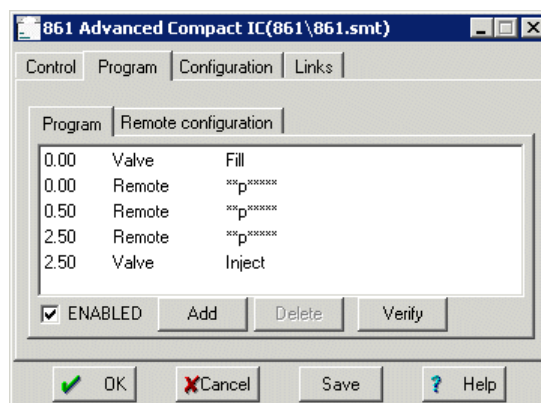 861 Advanced Compact IC(861\861.smt)
Control Program Configuration Links
Program Remote configuration
0.00 Valve Fill
0.00 Remote **p*****
0.50 Remote **p*****
2.50 Remote **p*****
2.50 Valve Inject
ENABLED Add Delete Verify
OK Cancel Save ? Help